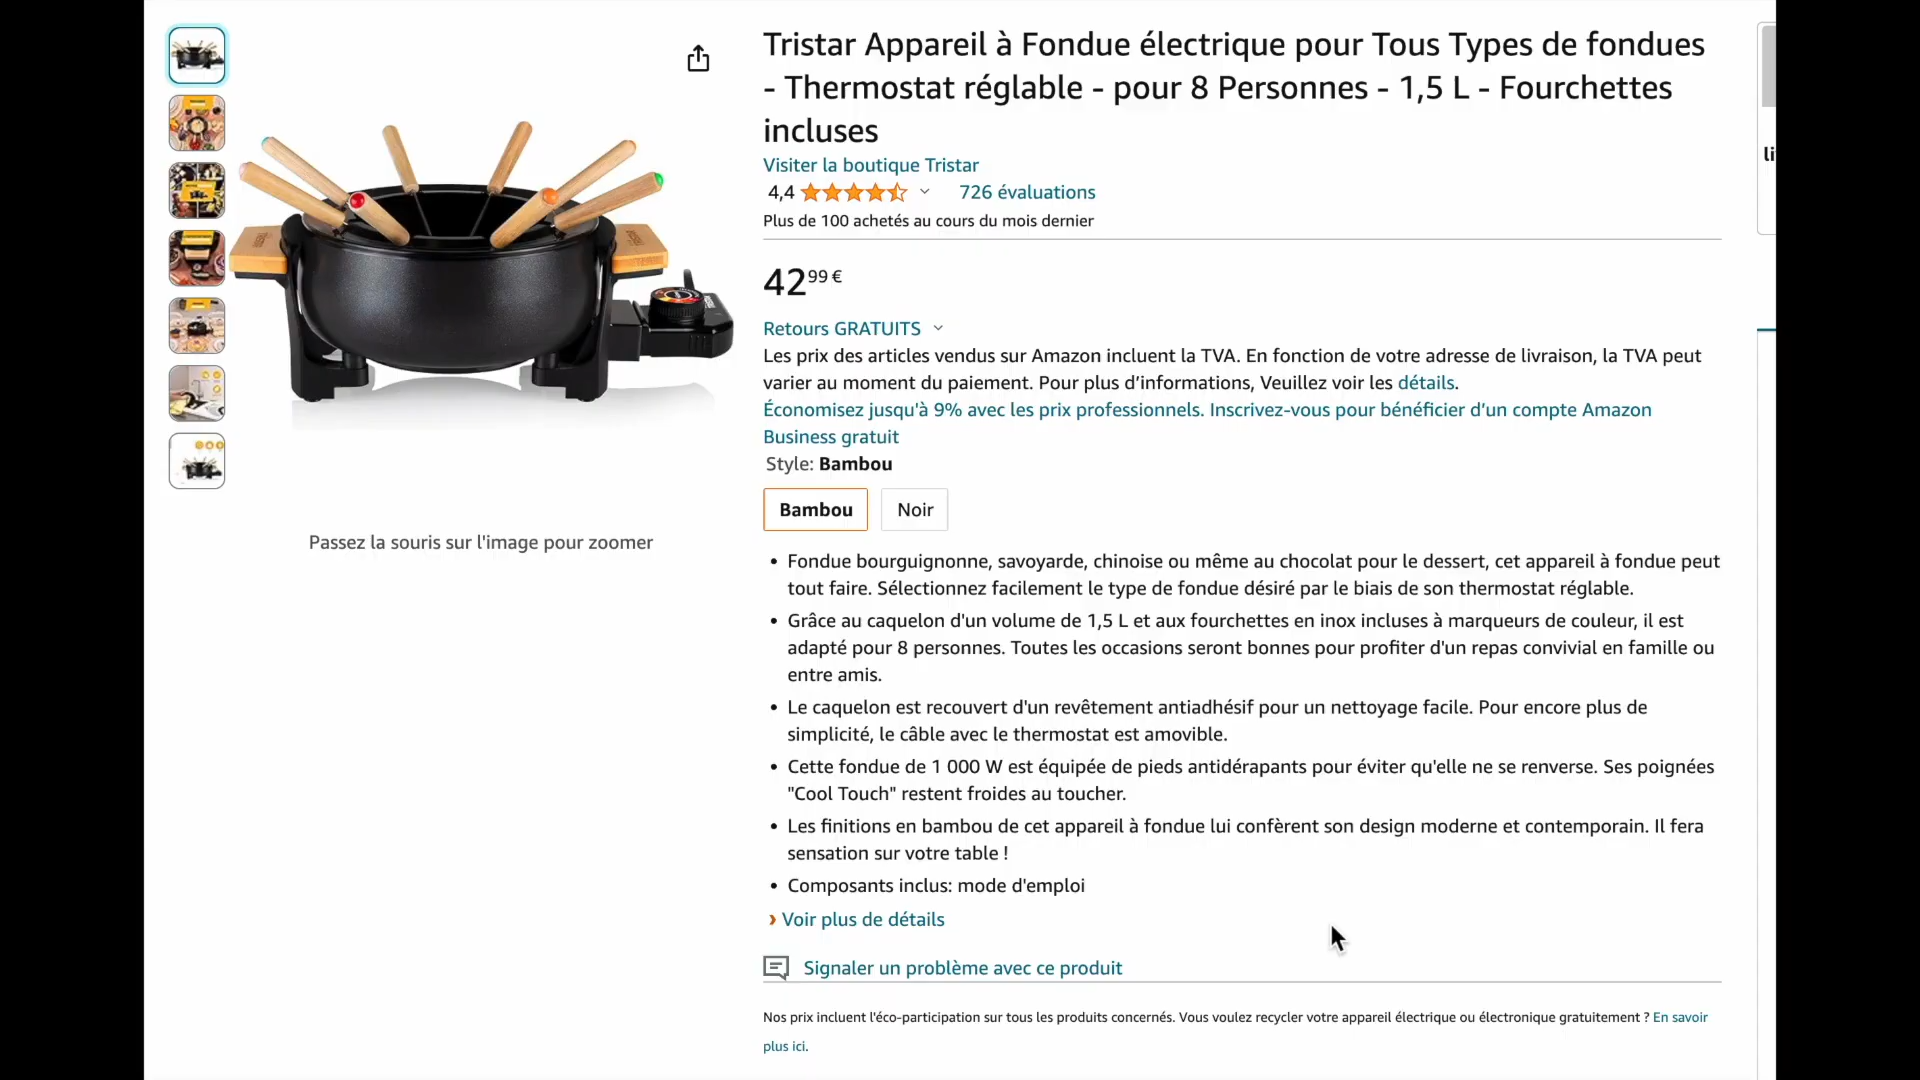 Tristar Appareil à Fondue électrique pour Tous Types de fondues
- Thermostat réglable - pour 8 Personnes - 1,5 L - Fourchettes
incluses
Visiter la boutique Tristar
4,4 726 évaluations
Plus de 100 achetés au cours du mois dernier
42,99 €
Retours GRATUITS
Les prix des articles vendus sur Amazon incluent la TVA. En fonction de votre adresse de livraison, la TVA peut
varier au moment du paiement. Pour plus d’informations, Veuillez voir les détails.
Économisez jusqu'à 9% avec les prix professionnels. Inscrivez-vous pour bénéficier d’un compte Amazon
Business gratuit
Style: Bambou
Bambou Noir
Passez la souris sur l'image pour zoomer
• Fondue bourguignonne, savoyarde, chinoise ou même au chocolat pour le dessert, cet appareil à fondue peut
tout faire. Sélectionnez facilement le type de fondue désiré par le biais de son thermostat réglable.
• Grâce au caquelon d'un volume de 1,5 L et aux fourchettes en inox incluses à marqueurs de couleur, il est
adapté pour 8 personnes. Toutes les occasions seront bonnes pour profiter d'un repas convivial en famille ou
entre amis.
• Le caquelon est recouvert d'un revêtement antiadhésif pour un nettoyage facile. Pour encore plus de
simplicité, le câble avec le thermostat est amovible.
• Cette fondue de 1 000 W est équipée de pieds antidérapants pour éviter qu'elle ne se renverse. Ses poignées
"Cool Touch" restent froides au toucher.
• Les finitions en bambou de cet appareil à fondue lui confèrent son design moderne et contemporain. Il fera
sensation sur votre table !
• Composants inclus: mode d'emploi
› Voir plus de détails
Signaler un problème avec ce produit
Nos prix incluent l'éco-participation sur tous les produits concernés. Vous voulez recycler votre appareil électrique ou électronique gratuitement ? En savoir
plus ici.
li